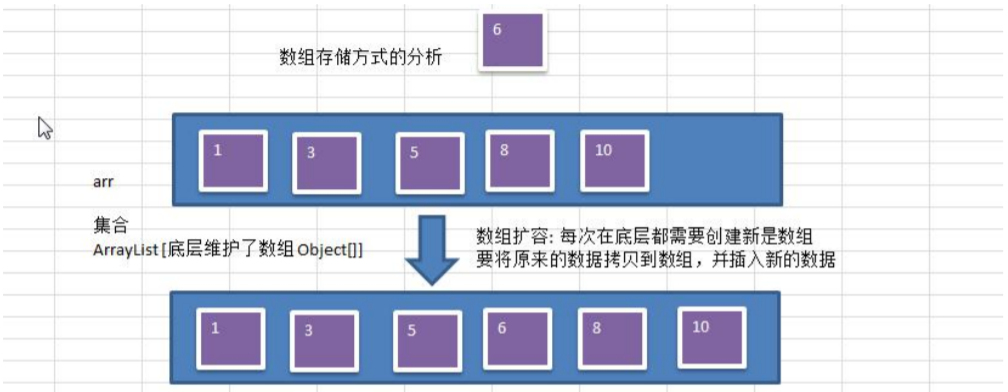 6
数组存储方式的分析
1 3 5 8 10
arr
集合
ArrayList [底层维护了数组 Object[]]
数组扩容: 每次在底层都需要创建新是数组
要将原来的数据拷贝到数组，并插入新的数据
1 3 5 6 8 10